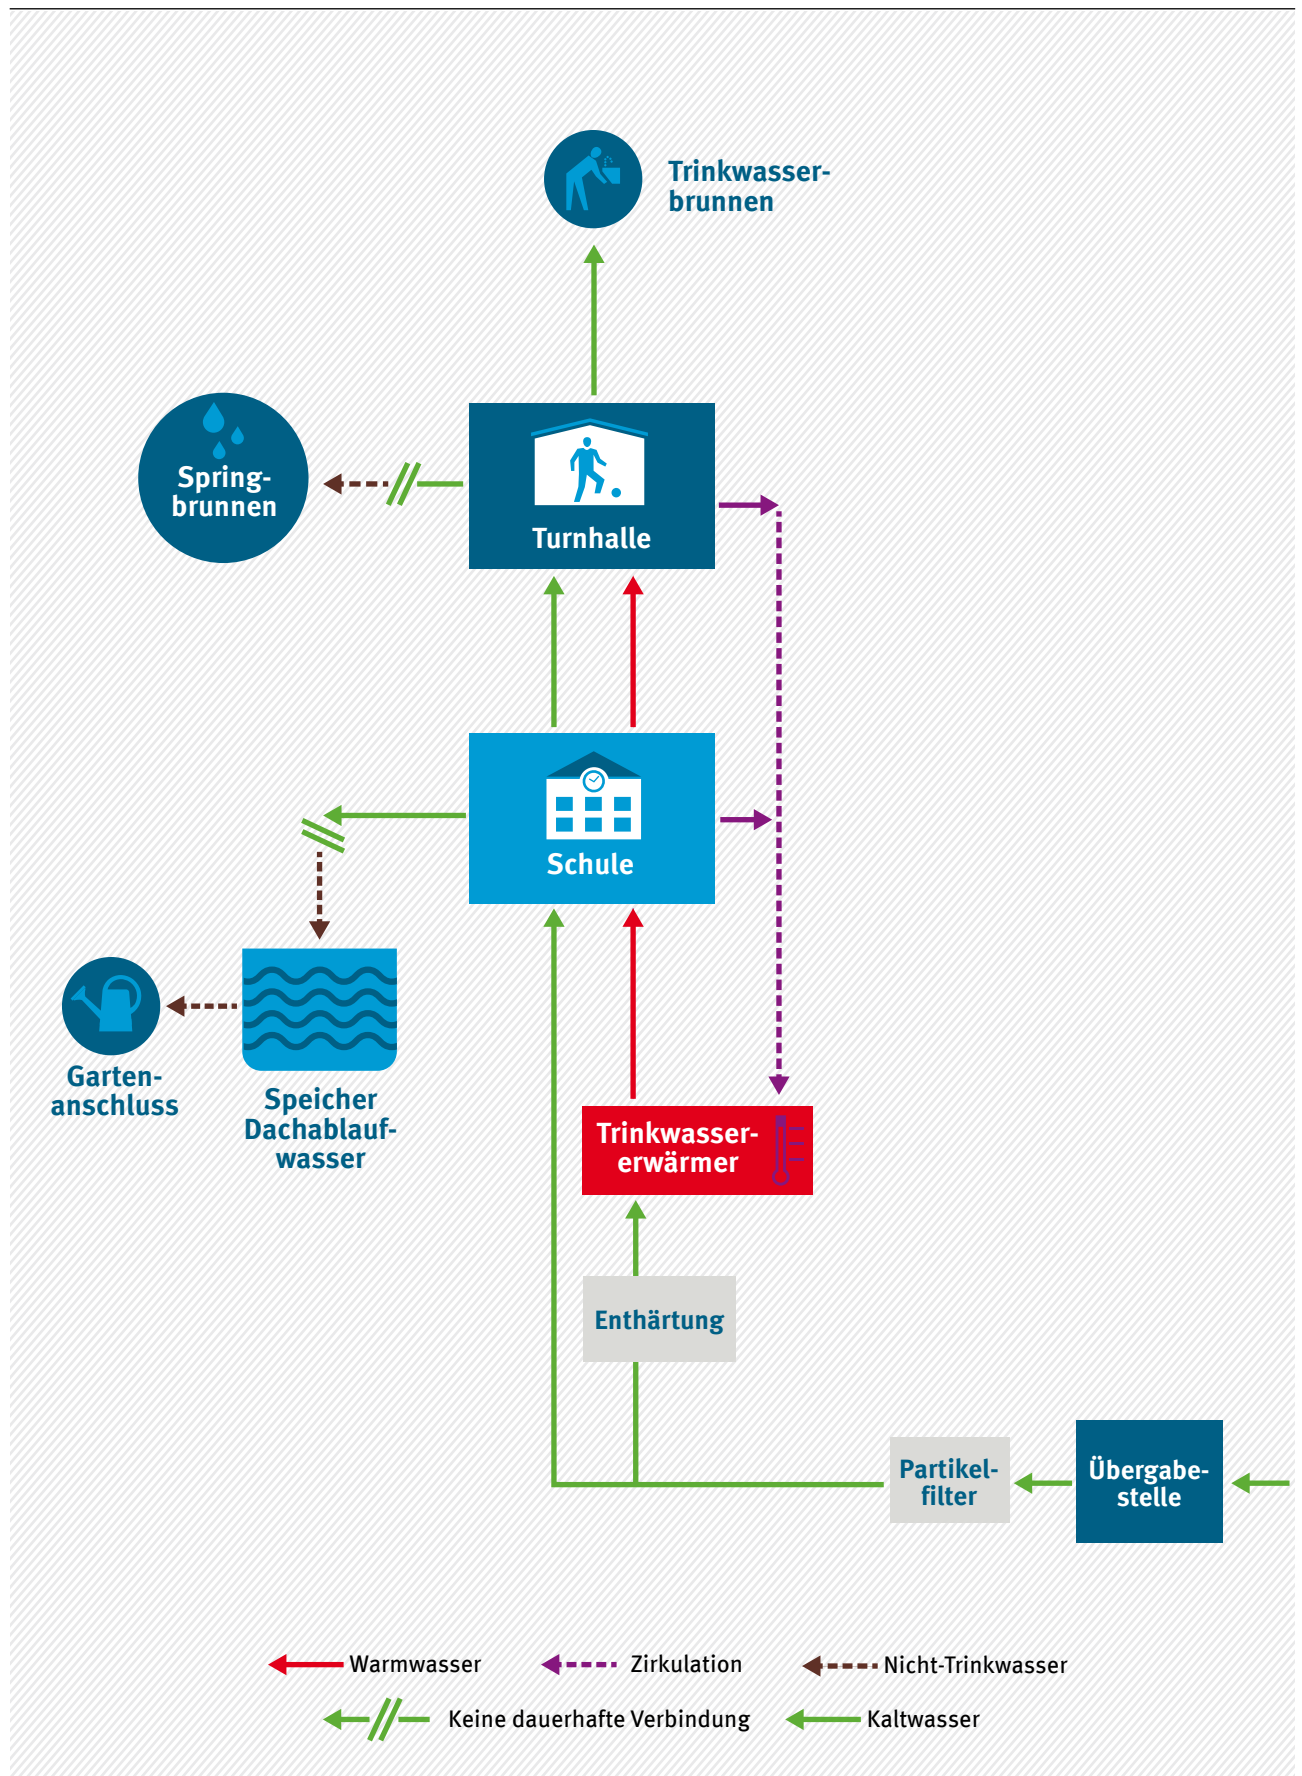 Trinkwasser-
brunnen
Spring-
brunnen
Turnhalle
Schule
Garten-
anschluss
Speicher
Dachablauf-
wasser
Trinkwasser-
erwärmer
Enthärtung
Partikel-
filter
Übergabe-
stelle
Warmwasser
Zirkulation
Nicht-Trinkwasser
Keine dauerhafte Verbindung
Kaltwasser